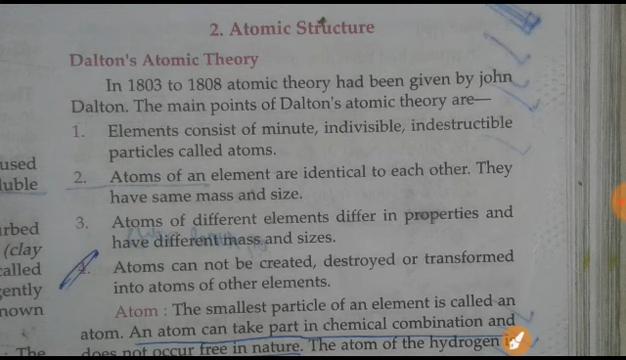 2. Atomic Structure
Dalton's Atomic Theory
In 1803 to 1808 atomic theory had been given by john
Dalton. The main points of Dalton's atomic theory are—
1. Elements consist of minute, indivisible, indestructible
particles called atoms.
used
luble
2. Atoms of an element are identical to each other. They
have same mass and size.
3. Atoms of different elements differ in properties and
have different mass and sizes.
urbed
(clay
called
ently
nown
4. Atoms can not be created, destroyed or transformed
into atoms of other elements.
Atom : The smallest particle of an element is called an
atom. An atom can take part in chemical combination and
does not occur free in nature. The atom of the hydrogen
The